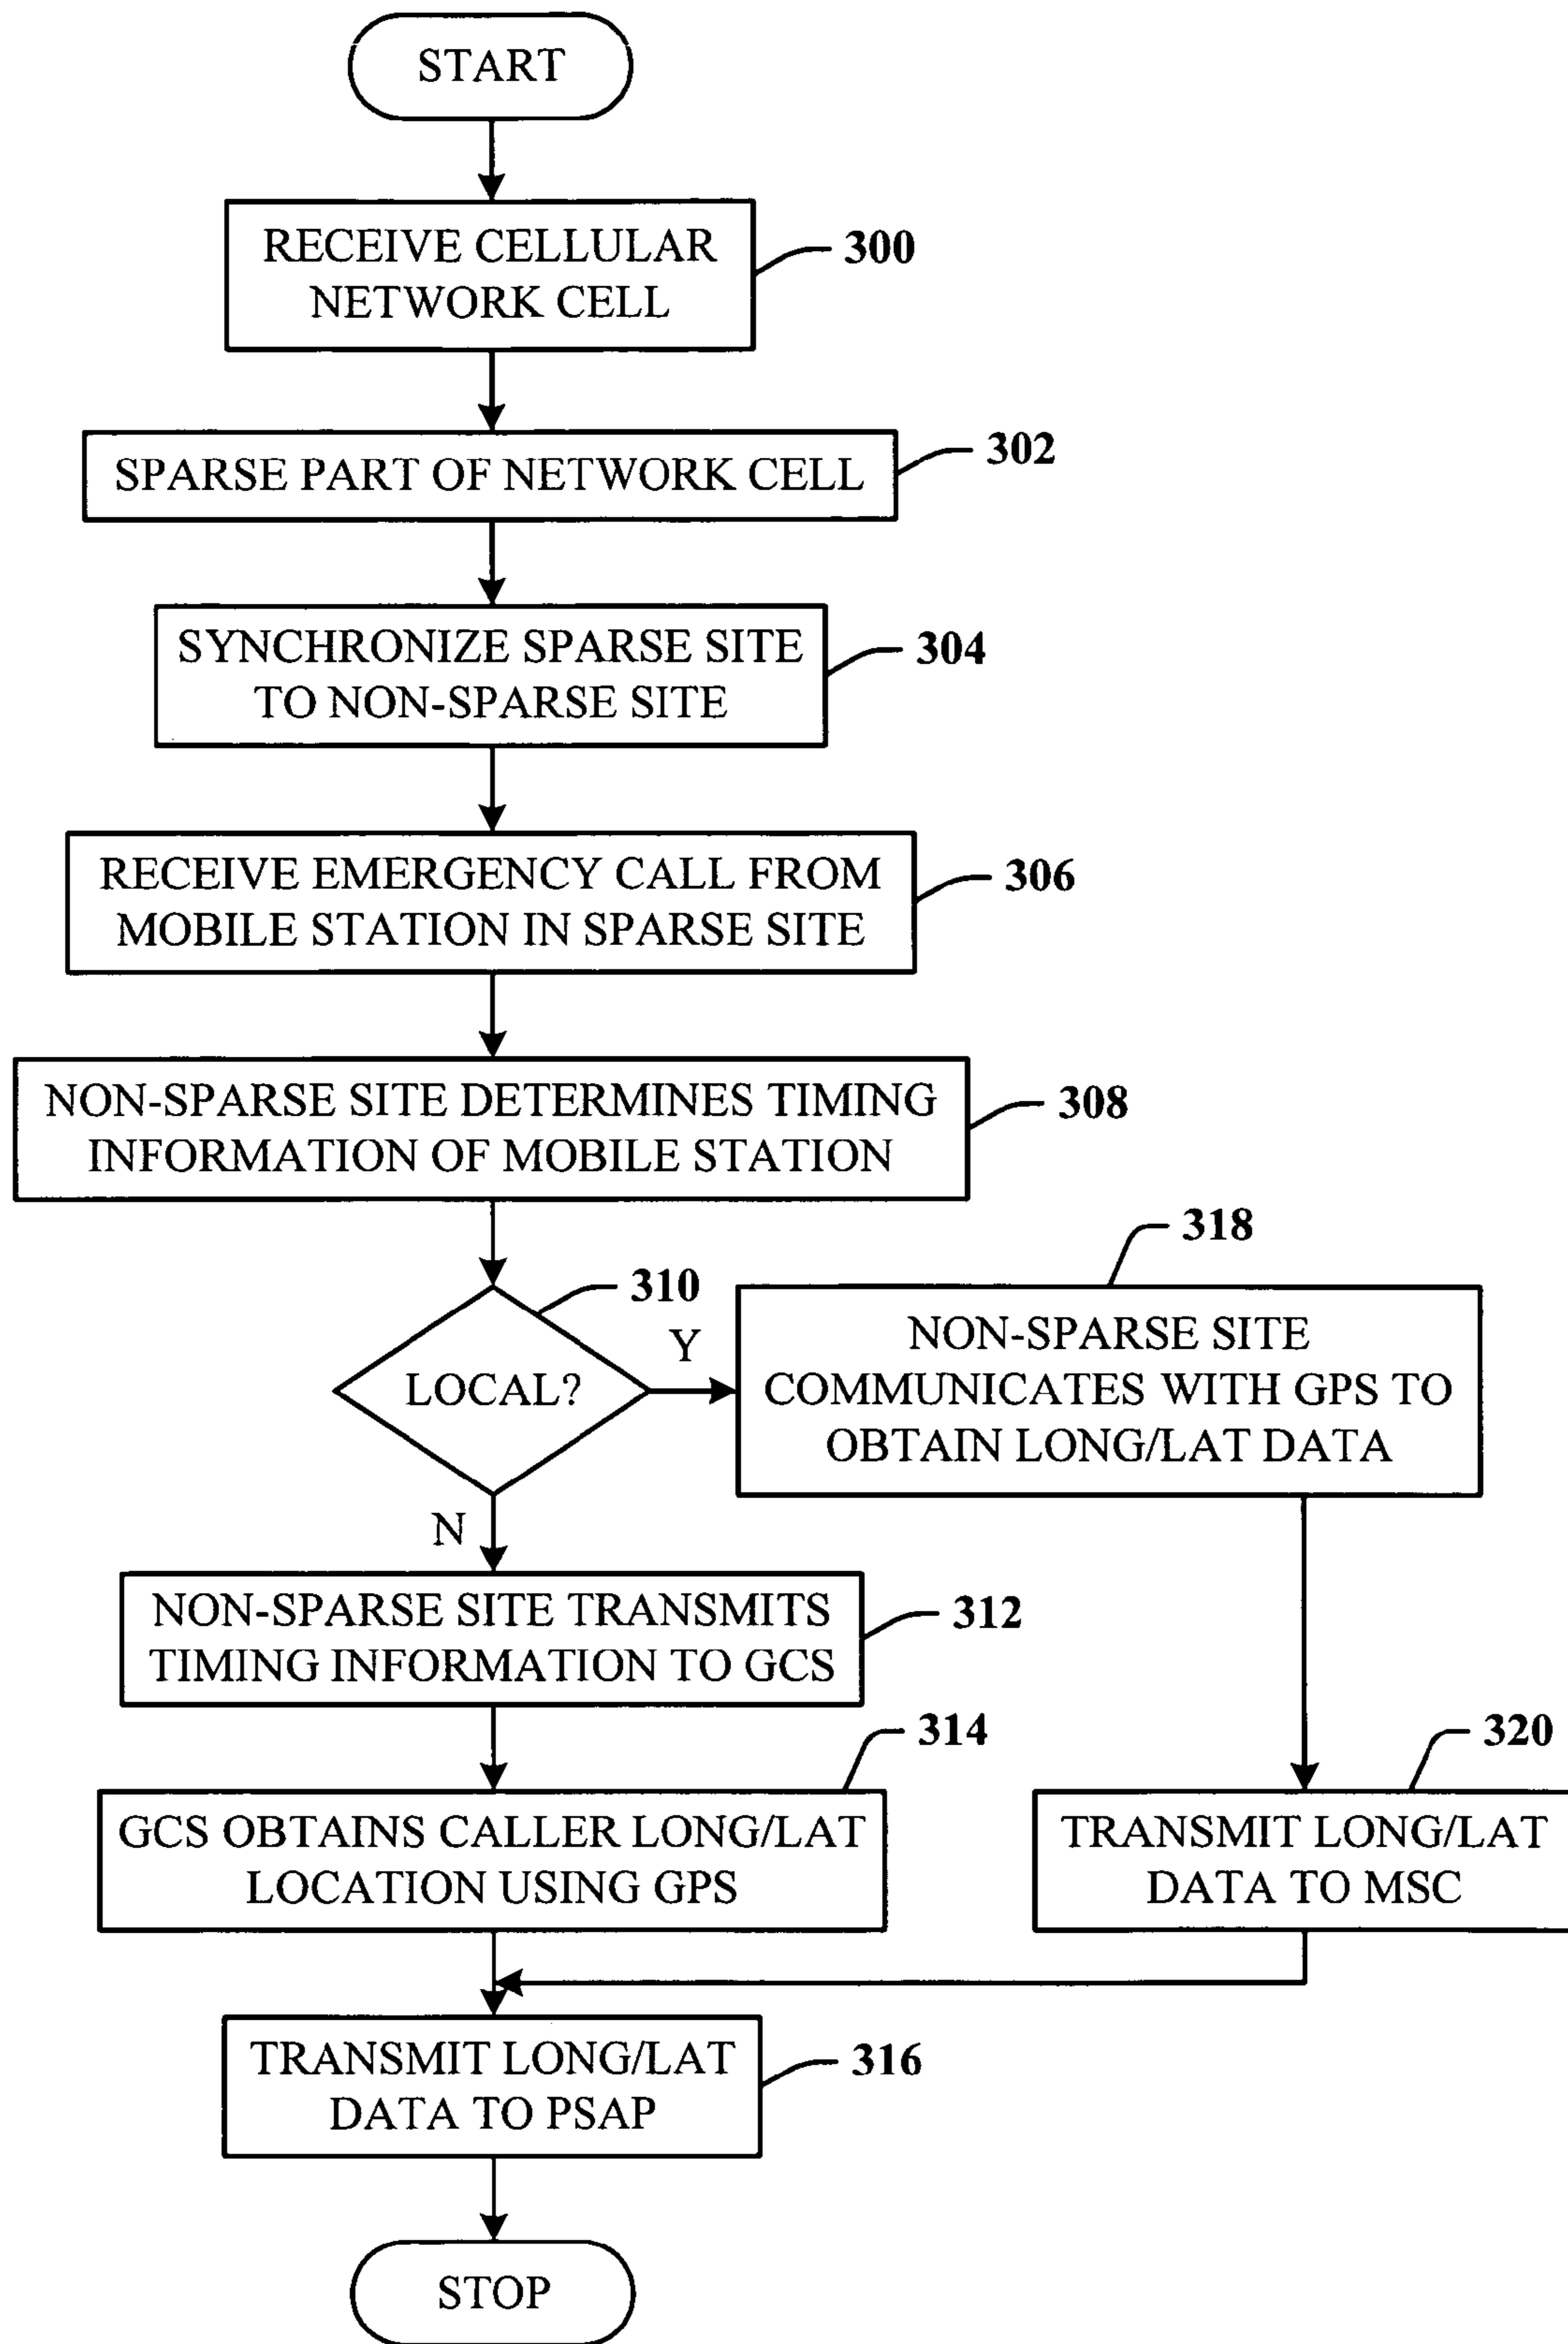 START
RECEIVE CELLULAR
NETWORK CELL
300
SPARSE PART OF NETWORK CELL
302
SYNCHRONIZE SPARSE SITE
TO NON-SPARSE SITE
304
RECEIVE EMERGENCY CALL FROM
MOBILE STATION IN SPARSE SITE
306
NON-SPARSE SITE DETERMINES TIMING
INFORMATION OF MOBILE STATION
308
LOCAL?
310
Y
NON-SPARSE SITE
COMMUNICATES WITH GPS TO
OBTAIN LONG/LAT DATA
318
N
NON-SPARSE SITE TRANSMITS
TIMING INFORMATION TO GCS
312
GCS OBTAINS CALLER LONG/LAT
LOCATION USING GPS
314
TRANSMIT LONG/LAT
DATA TO MSC
320
TRANSMIT LONG/LAT
DATA TO PSAP
316
STOP